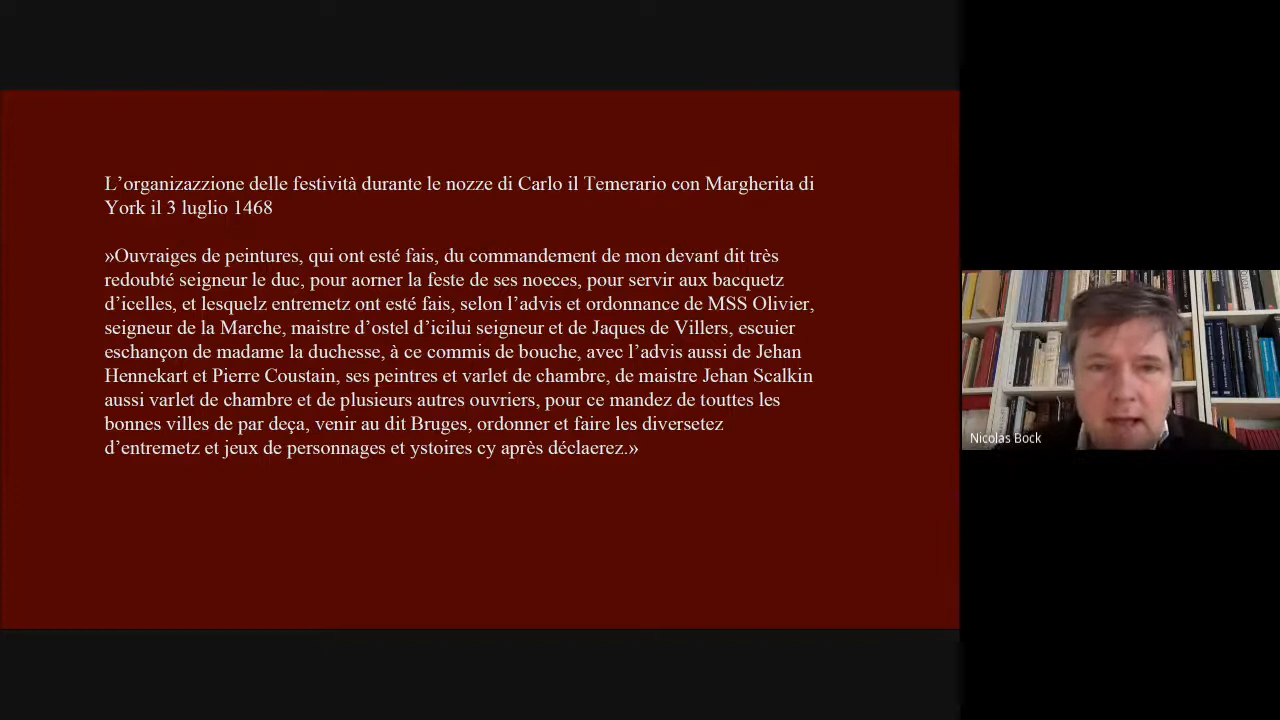 L’organizazzione delle festività durante le nozze di Carlo il Temerario con Margherita di
York il 3 luglio 1468
»Ouvraiges de peintures, qui ont esté fais, du commandement de mon devant dit très
redoubté seigneur le duc, pour aorner la feste de ses noeces, pour servir aux bacquetz
d’icelles, et lesquelz entremetz ont esté fais, selon l’advis et ordonnance de MSS Olivier,
seigneur de la Marche, maistre d’ostel d’icilui seigneur et de Jaques de Villers, escuier
eschançon de madame la duchesse, à ce commis de bouche, avec l’advis aussi de Jehan
Hennekart et Pierre Coustain, ses peintres et varlet de chambre, de maistre Jehan Scalkin
aussi varlet de chambre et de plusieurs autres ouvriers, pour ce mandez de touttes les
bonnes villes de par deça, venir au dit Bruges, ordonner et faire les diversetez
d’entremetz et jeux de personnages et ystoires cy après déclaerez.»
Nicolas Bock